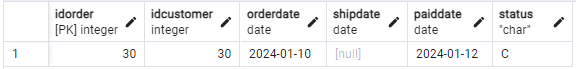 idorder idcustomer orderdate shipdate paiddate status
[PK] integer integer date date date "char"
1 30 30 2024-01-10 [null] 2024-01-12 C